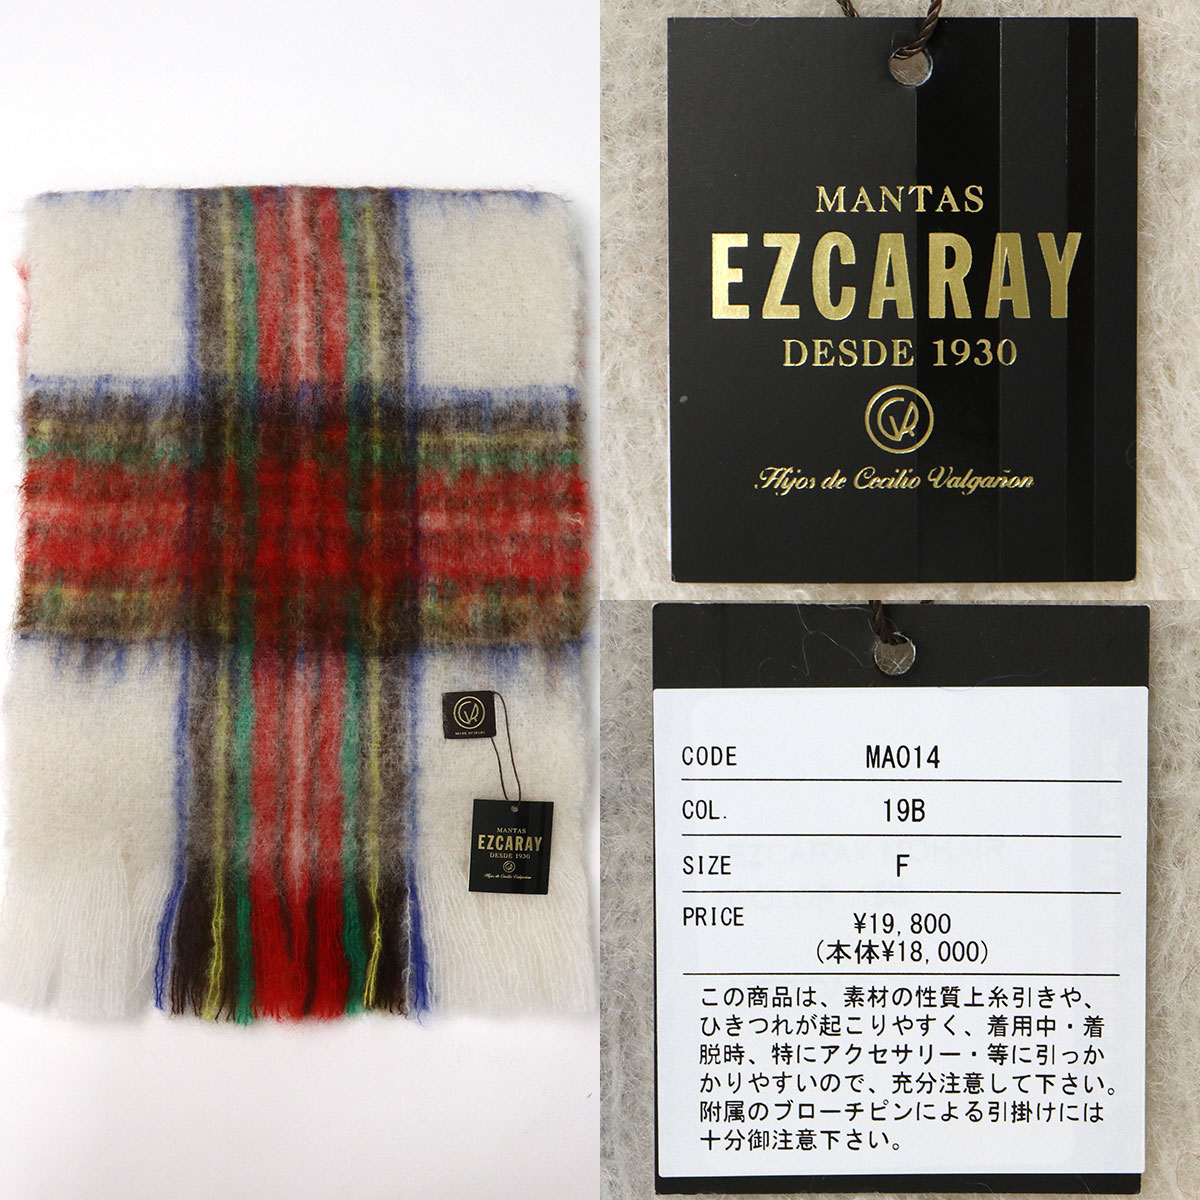 MANTAS
EZCARAY
DESDE 1930
Hijos de Cecilio Valgañon
MANTAS
EZCARAY
DESDE 1930
Hijos de Cecilio Valgañon
CODE MA014
COL. 19B
SIZE F
PRICE ¥19,800
(本体¥18,000)
この商品は、素材の性質上糸引きや、
ひきつれが起こりやすく、着用中・着
脱時、特にアクセサリー・等に引っか
かりやすいので、充分注意して下さい。
附属のブローチピンによる引掛けには
十分御注意下さい。